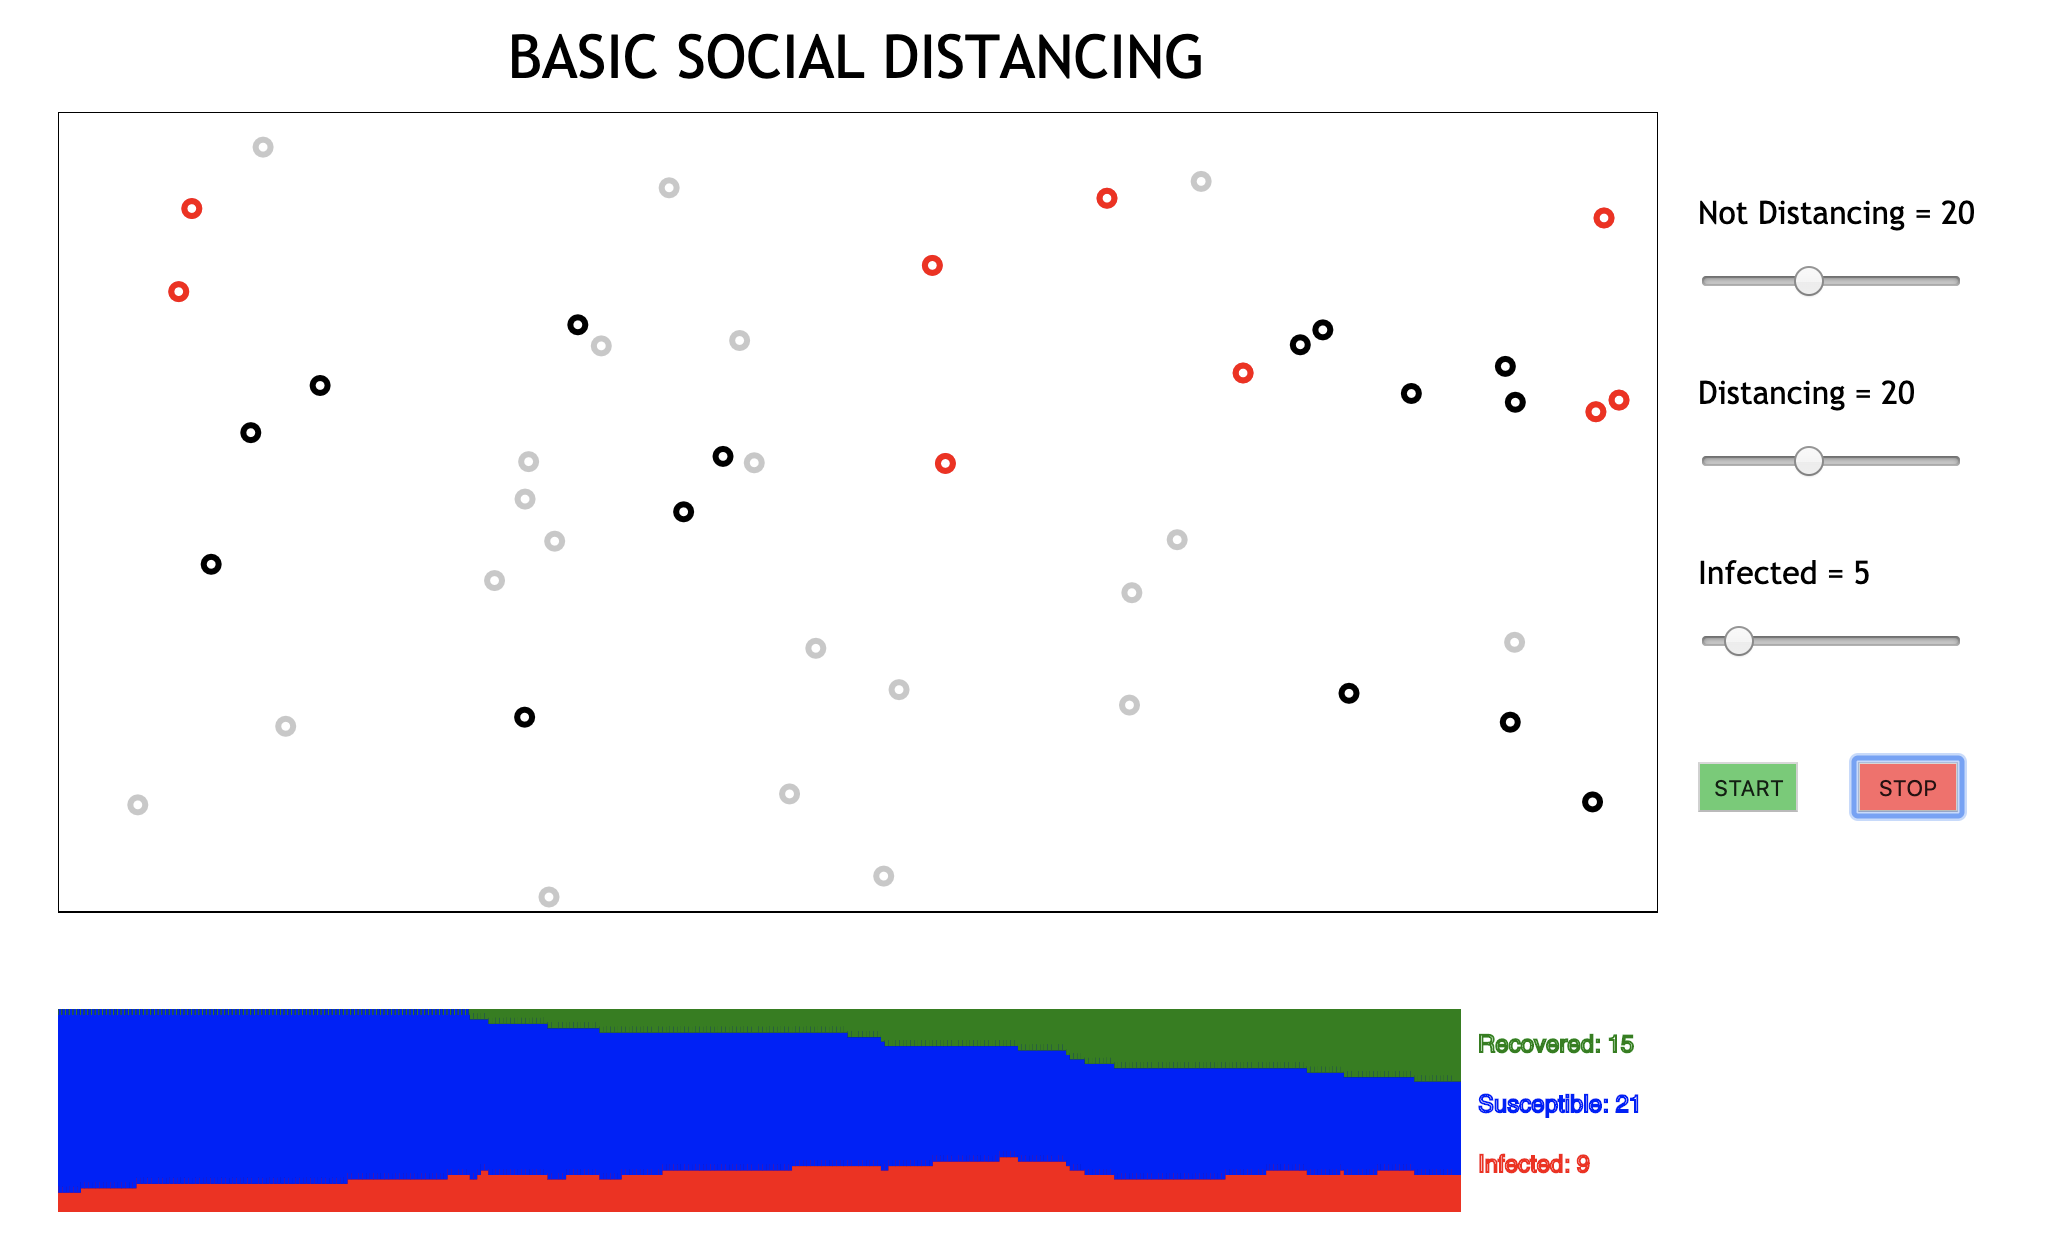 BASIC SOCIAL DISTANCING
Not Distancing = 20
Distancing = 20
Infected = 5
START
STOP
Recovered: 15
Susceptible: 21
Infected: 9